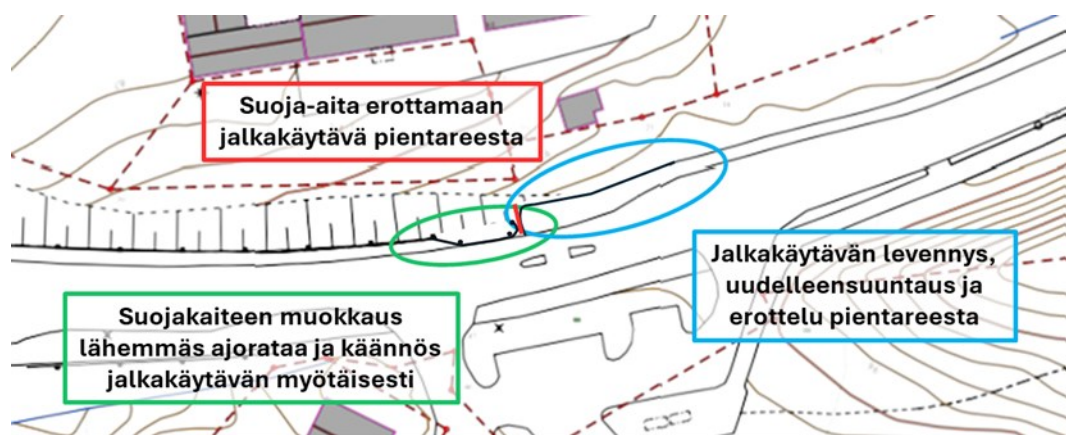 Suoja-aita erottamaan
jalkakäytävä pientareesta
Jalkakäytävän levennys,
uudelleensuuntaus ja
erottelu pientareesta
Suojakaiteen muokkaus
lähemmäs ajorataa ja käännös
jalkakäytävän myötäisesti